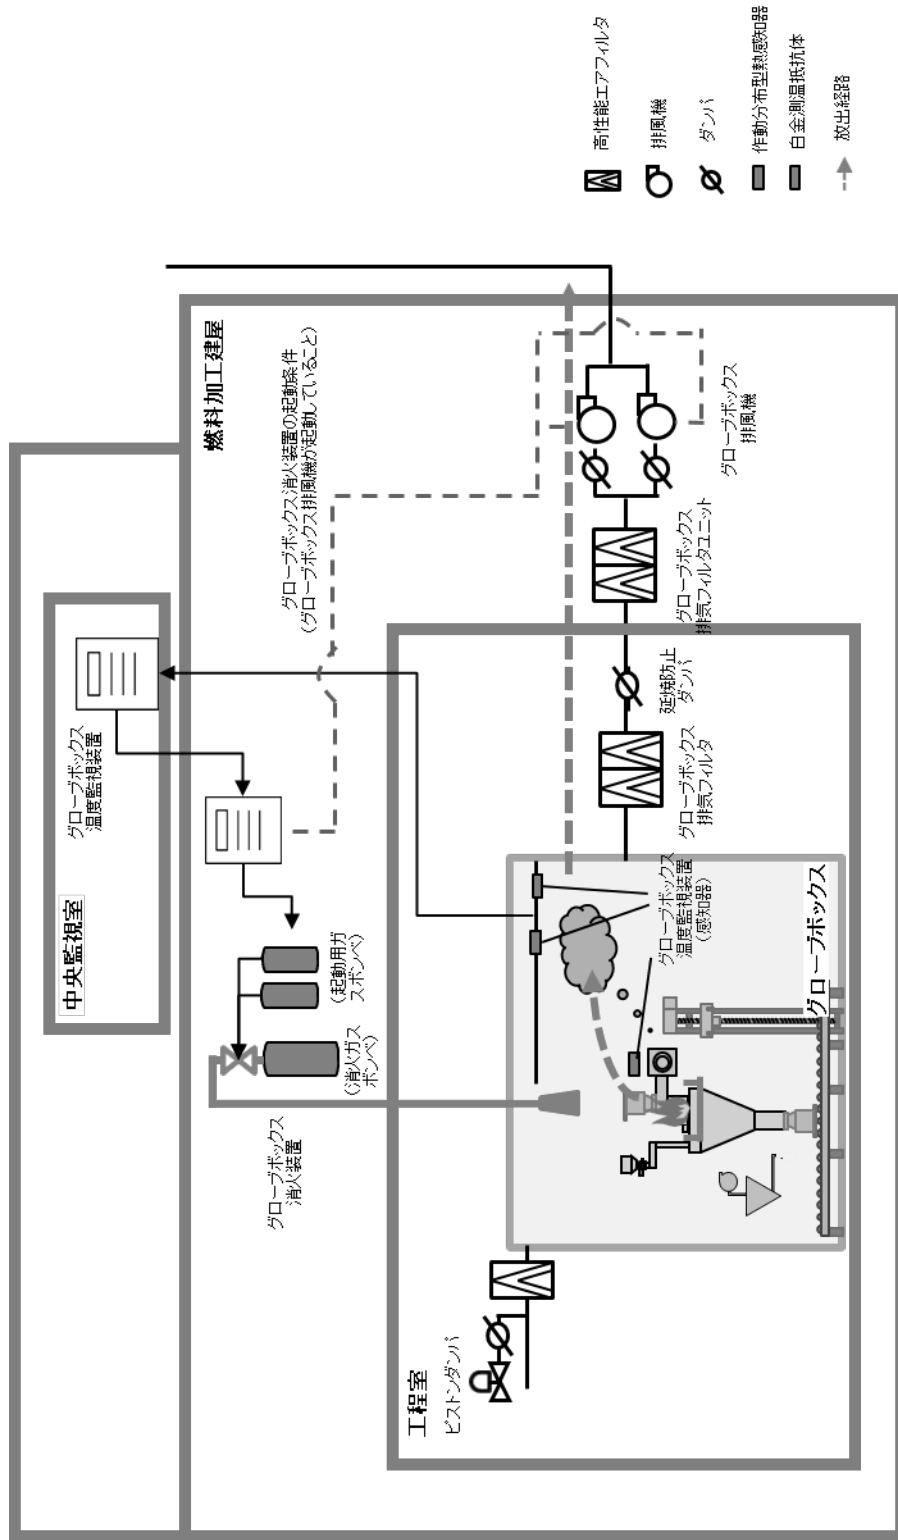 中央監視室
グローブボックス
温度監視装置
燃料加工建屋
グローブボックス消火装置の起動条件
(グローブボックス排風機が起動していること)
(起動用ガ
スボンベ)
(消火ガス
ボンベ)
グローブボックス
消火装置
工程室
ピストンダンパ
グローブボックス
温度監視装置
(感知器)
グローブボックス
グローブボックス
排気フィルタ
延焼防止
ダンパ
グローブボックス
排気フィルタユニット
グローブボックス
排風機
高性能エアフィルタ
排風機
ダンパ
作動分布型熱感知器
白金測温抵抗体
放出経路